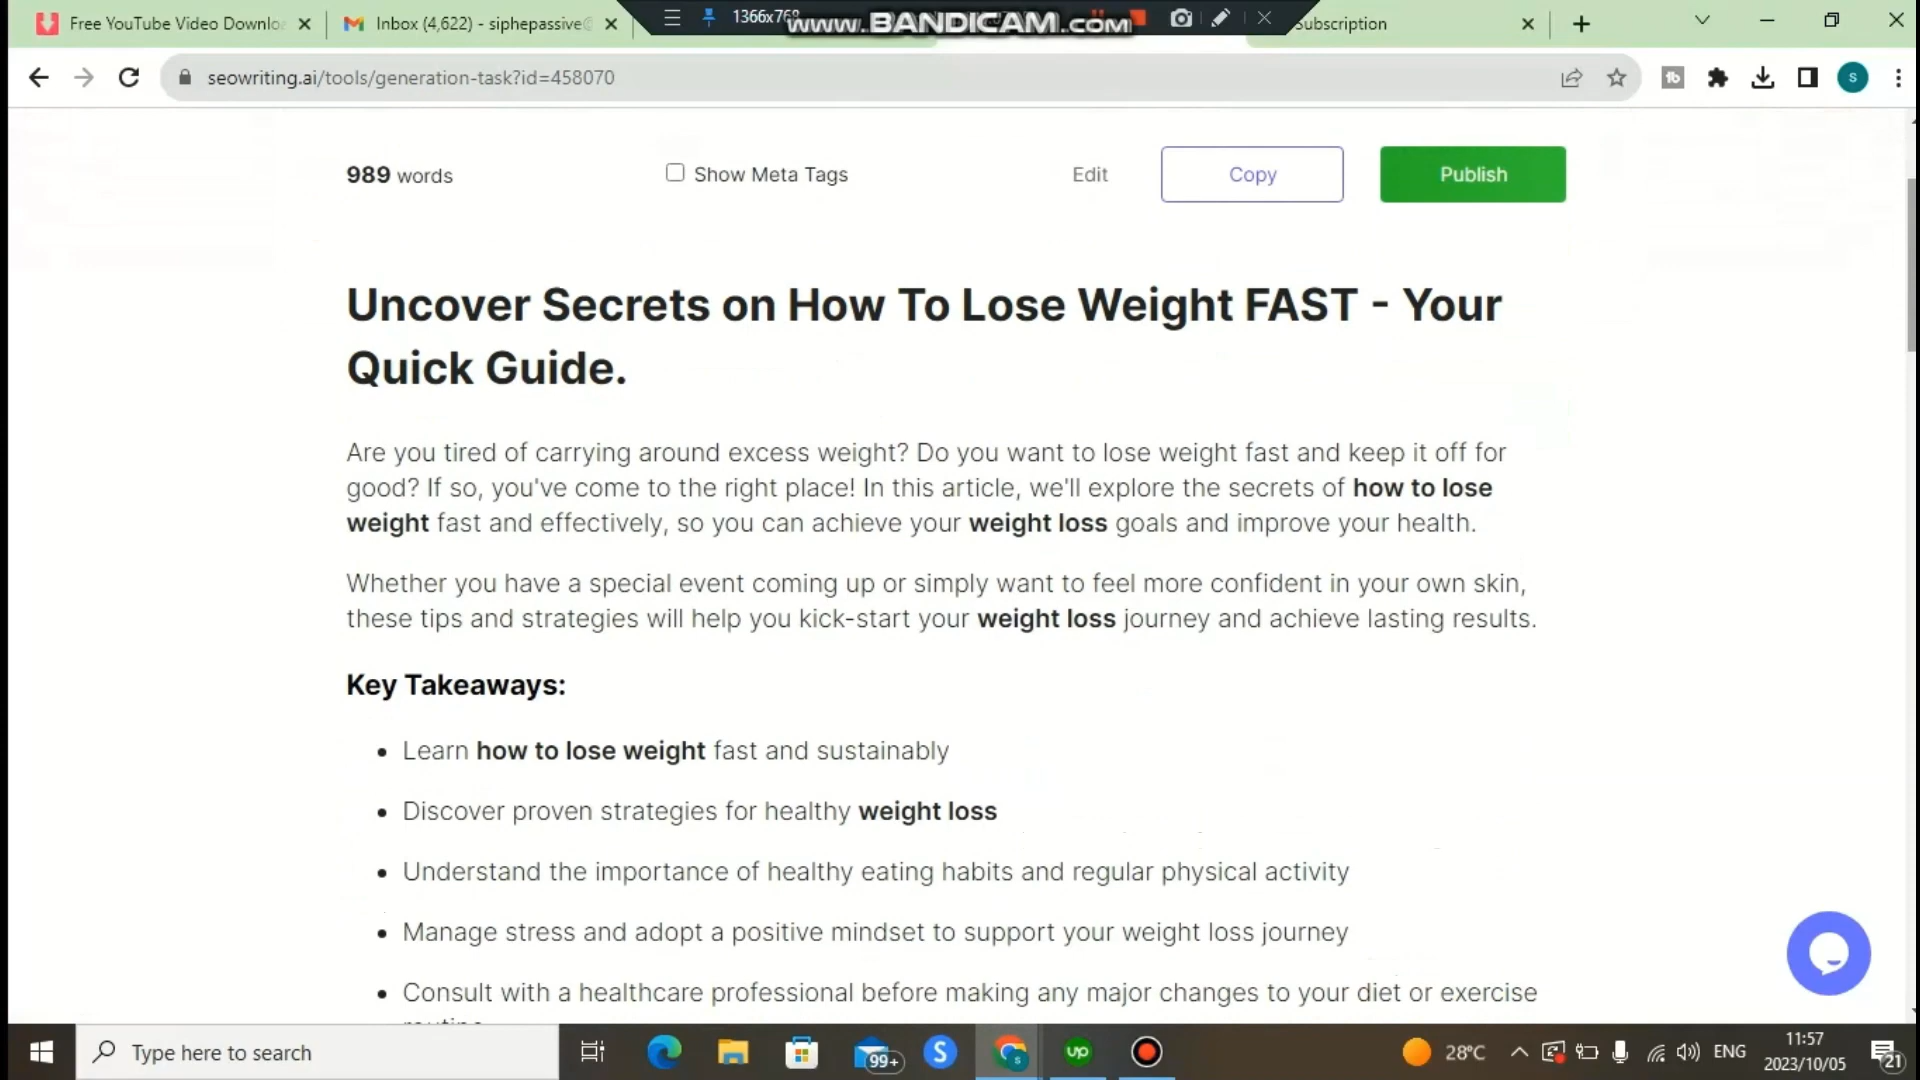 Free YouTube Video Downlo
Inbox (4,622) - siphepassive@
1366x768
www.BANDICAM.com
Subscription
seowriting.ai/tools/generation-task?id=458070
989 words
Show Meta Tags
Edit
Copy
Publish
Uncover Secrets on How To Lose Weight FAST - Your
Quick Guide.
Are you tired of carrying around excess weight? Do you want to lose weight fast and keep it off for
good? If so, you've come to the right place! In this article, we'll explore the secrets of how to lose
weight fast and effectively, so you can achieve your weight loss goals and improve your health.
Whether you have a special event coming up or simply want to feel more confident in your own skin,
these tips and strategies will help you kick-start your weight loss journey and achieve lasting results.
Key Takeaways:
Learn how to lose weight fast and sustainably
Discover proven strategies for healthy weight loss
Understand the importance of healthy eating habits and regular physical activity
Manage stress and adopt a positive mindset to support your weight loss journey
Consult with a healthcare professional before making any major changes to your diet or exercise
Type here to search
99+
S
up
28°C
ENG
11:57
2023/10/05
21